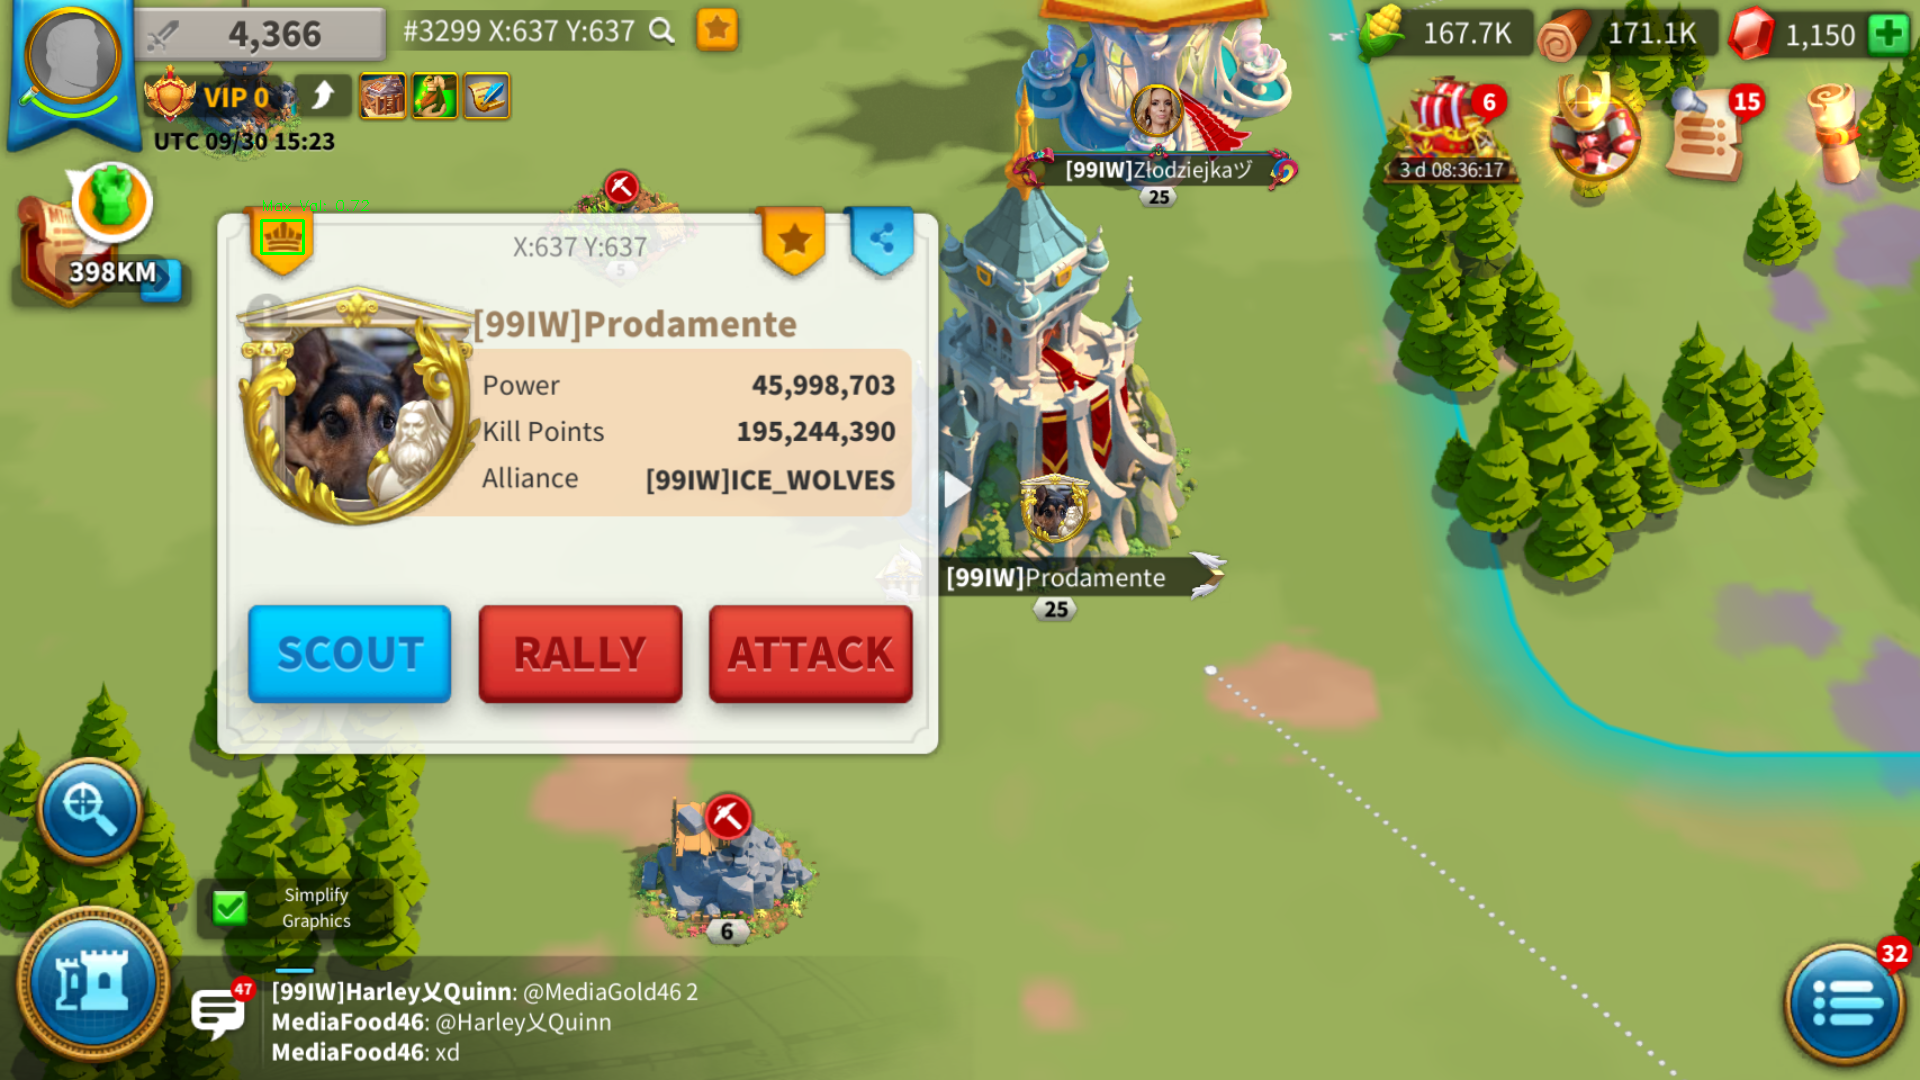 4,366
#3299 X:637 Y:637
167.7K
171.1K
1,150
VIP 0
UTC 09/30 15:23
6
3 d 08:36:17
15
[99IW]Złodziejkaヅ
25
398KM
X:637 Y:637
5
[99IW]Prodamente
Power 45,998,703
Kill Points 195,244,390
Alliance [99IW]ICE_WOLVES
SCOUT
RALLY
ATTACK
[99IW]Prodamente
25
Simplify
Graphics
6
47
[99IW]Harley乂Quinn: @MediaGold46 2
MediaFood46: @Harley乂Quinn
MediaFood46: xd
32